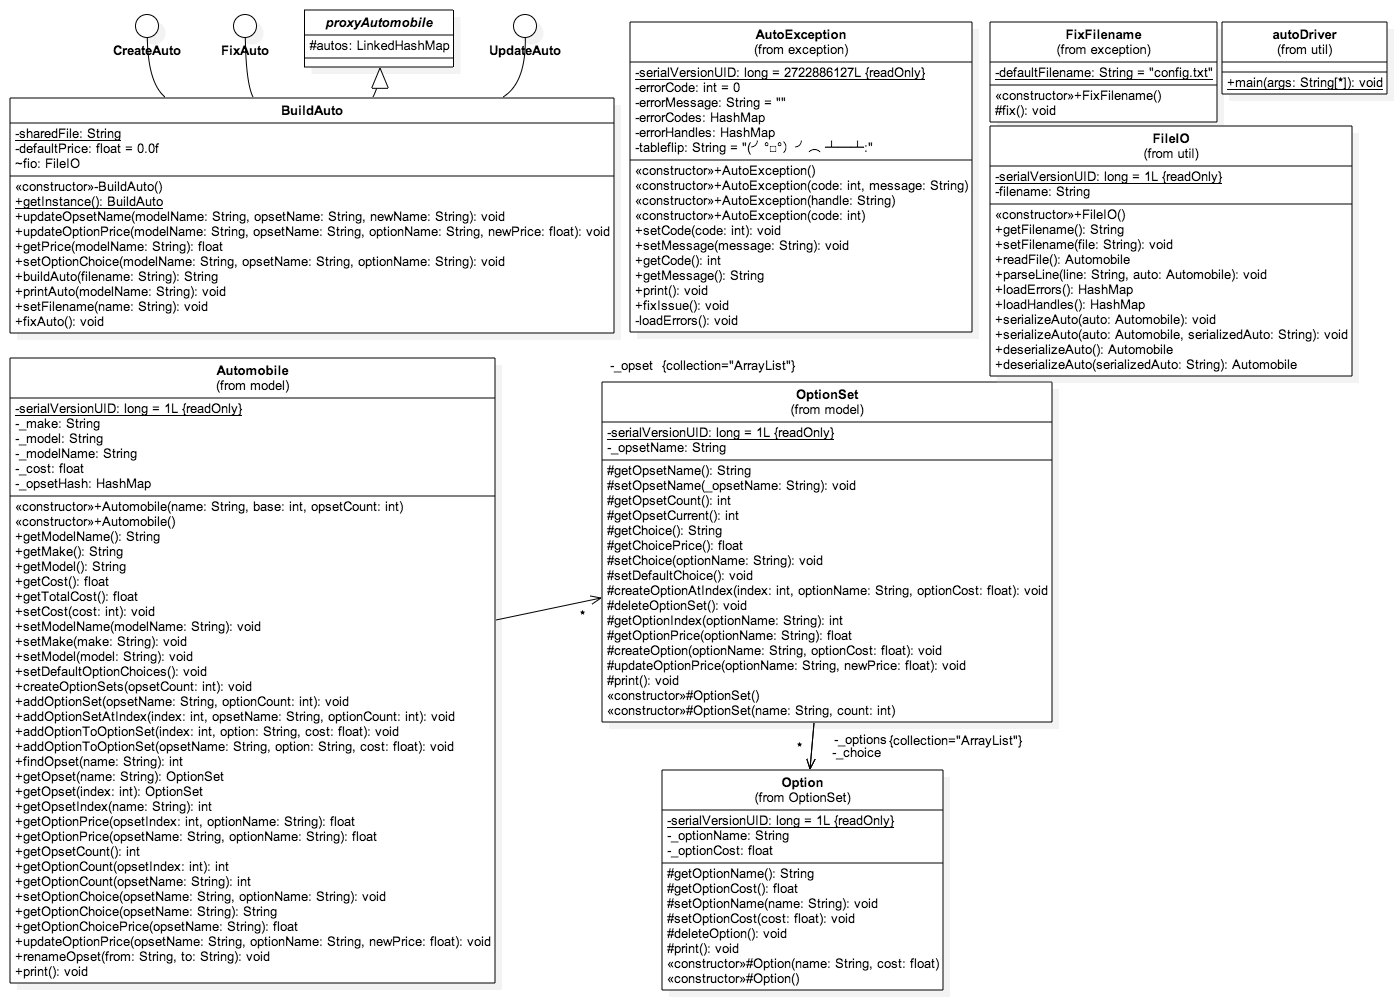 CreateAuto
FixAuto
proxyAutomobile
#autos: LinkedHashMap
UpdateAuto
BuildAuto
-sharedFile: String
-defaultPrice: float = 0.0f
~fio: FileIO
«constructor»-BuildAuto()
+getInstance(): BuildAuto
+updateOpsetName(modelName: String, opsetName: String, newName: String): void
+updateOptionPrice(modelName: String, opsetName: String, optionName: String, newPrice: float): void
+getPrice(modelName: String): float
+setOptionChoice(modelName: String, opsetName: String, optionName: String): void
+buildAuto(filename: String): String
+printAuto(modelName: String): void
+setFilename(name: String): void
+fixAuto(): void
AutoException
(from exception)
-serialVersionUID: long = 2722886127L {readOnly}
-errorCode: int = 0
-errorMessage: String = ""
-errorCodes: HashMap
-errorHandles: HashMap
-tableflip: String = "(╯°□°）╯︵ ┻━┻:"
«constructor»+AutoException()
«constructor»+AutoException(code: int, message: String)
«constructor»+AutoException(handle: String)
«constructor»+AutoException(code: int)
+setCode(code: int): void
+setMessage(message: String): void
+getCode(): int
+getMessage(): String
+print(): void
+fixIssue(): void
-loadErrors(): void
FixFilename
(from exception)
-defaultFilename: String = "config.txt"
«constructor»+FixFilename()
#fix(): void
autoDriver
(from util)
+main(args: String[*]): void
FileIO
(from util)
-serialVersionUID: long = 1L {readOnly}
-filename: String
«constructor»+FileIO()
+getFilename(): String
+setFilename(file: String): void
+readFile(): Automobile
+parseLine(line: String, auto: Automobile): void
+loadErrors(): HashMap
+loadHandles(): HashMap
+serializeAuto(auto: Automobile): void
+serializeAuto(auto: Automobile, serializedAuto: String): void
+deserializeAuto(): Automobile
+deserializeAuto(serializedAuto: String): Automobile
Automobile
(from model)
-serialVersionUID: long = 1L {readOnly}
-_make: String
-_model: String
-_modelName: String
-_cost: float
-_opsetHash: HashMap
«constructor»+Automobile(name: String, base: int, opsetCount: int)
«constructor»+Automobile()
+getModelName(): String
+getMake(): String
+getModel(): String
+getCost(): float
+getTotalCost(): float
+setCost(cost: int): void
+setModelName(modelName: String): void
+setMake(make: String): void
+setModel(model: String): void
+setDefaultOptionChoices(): void
+createOptionSets(opsetCount: int): void
+addOptionSet(opsetName: String, optionCount: int): void
+addOptionSetAtIndex(index: int, opsetName: String, optionCount: int): void
+addOptionToOptionSet(index: int, option: String, cost: float): void
+addOptionToOptionSet(opsetName: String, option: String, cost: float): void
+findOpset(name: String): int
+getOpset(name: String): OptionSet
+getOpset(index: int): OptionSet
+getOpsetIndex(name: String): int
+getOptionPrice(opsetIndex: int, optionName: String): float
+getOptionPrice(opsetName: String, optionName: String): float
+getOpsetCount(): int
+getOptionCount(opsetIndex: int): int
+getOptionCount(opsetName: String): int
+setOptionChoice(opsetName: String, optionName: String): void
+getOptionChoice(opsetName: String): String
+getOptionChoicePrice(opsetName: String): float
+updateOptionPrice(opsetName: String, optionName: String, newPrice: float): void
+renameOpset(from: String, to: String): void
+print(): void
*
-_opset {collection="ArrayList"}
OptionSet
(from model)
-serialVersionUID: long = 1L {readOnly}
-_opsetName: String
#getOpsetName(): String
#setOpsetName(_opsetName: String): void
#getOpsetCount(): int
#getOpsetCurrent(): int
#getChoice(): String
#getChoicePrice(): float
#setChoice(optionName: String): void
#setDefaultChoice(): void
#createOptionAtIndex(index: int, optionName: String, optionCost: float): void
#deleteOptionSet(): void
#getOptionIndex(optionName: String): int
#getOptionPrice(optionName: String): float
#createOption(optionName: String, optionCost: float): void
#updateOptionPrice(optionName: String, newPrice: float): void
#print(): void
«constructor»#OptionSet()
«constructor»#OptionSet(name: String, count: int)
*
-_options {collection="ArrayList"}
-_choice
Option
(from OptionSet)
-serialVersionUID: long = 1L {readOnly}
-_optionName: String
-_optionCost: float
#getOptionName(): String
#getOptionCost(): float
#setOptionName(name: String): void
#setOptionCost(cost: float): void
#deleteOption(): void
#print(): void
«constructor»#Option(name: String, cost: float)
«constructor»#Option()